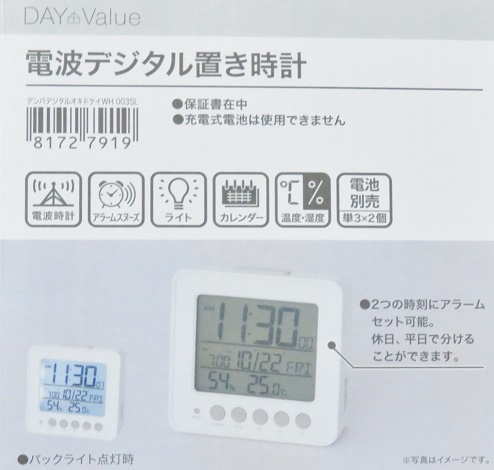 DAY Value
電波デジタル置き時計
デンパデジタルオキドケイWH 0035L
8172 7919
●保証書在中
●充電式電池は使用できません
電波時計
アラームスヌーズ
ライト
カレンダー
℃ %
温度・湿度
電池
別売
単3×2個
11:30 00
7:00 10/22 FRI
54% 25.0℃
●2つの時刻にアラーム
セット可能。
休日、平日で分ける
ことができます。
11:30
7:00 10/22 FRI
54% 25.0℃
●バックライト点灯時
※写真はイメージです。